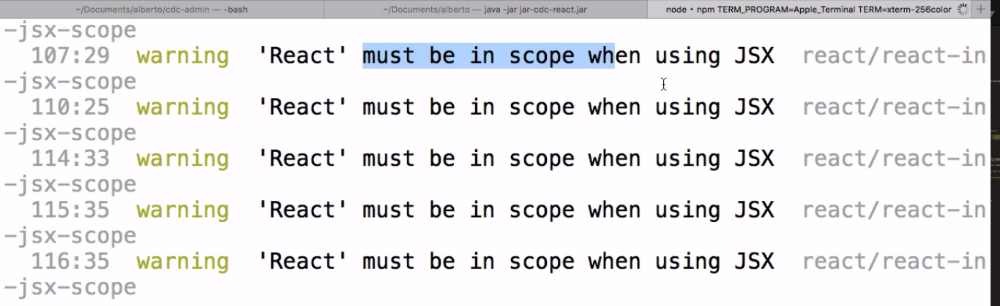 ~/Documents/alberto/cdc-admin — -bash
~/Documents/alberto — java -jar jar-cdc-react.jar
node ◂ npm TERM_PROGRAM=Apple_Terminal TERM=xterm-256color
+
-jsx-scope
107:29 warning 'React' must be in scope when using JSX react/react-in
-jsx-scope
110:25 warning 'React' must be in scope when using JSX react/react-in
-jsx-scope
114:33 warning 'React' must be in scope when using JSX react/react-in
-jsx-scope
115:35 warning 'React' must be in scope when using JSX react/react-in
-jsx-scope
116:35 warning 'React' must be in scope when using JSX react/react-in
-jsx-scope